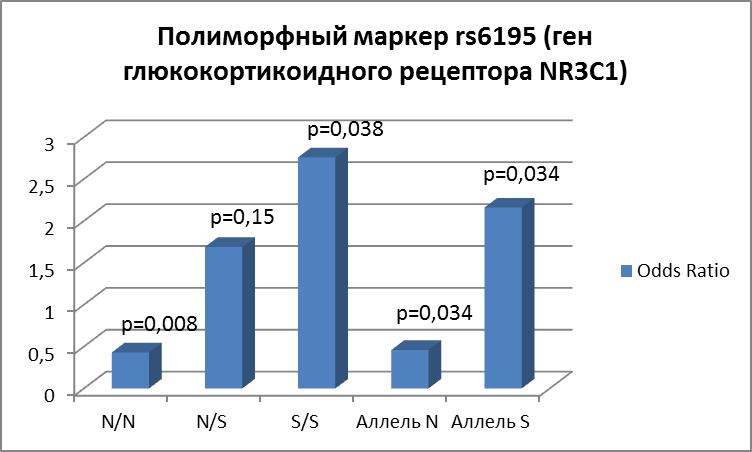 Полиморфный маркер rs6195 (ген
глюкокортикоидного рецептора NR3C1)
3
2,5
2
1,5
1
0,5
0
p=0,008
p=0,15
p=0,038
p=0,034
p=0,034
N/N
N/S
S/S
Аллель N
Аллель S
Odds Ratio